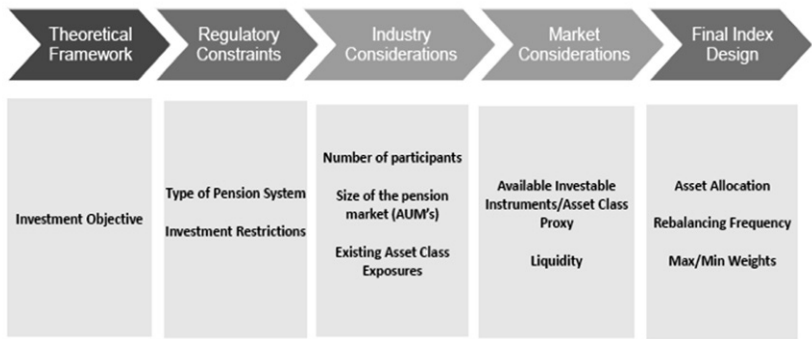 Theoretical
Framework
Regulatory
Constraints
Industry
Considerations
Market
Considerations
Final Index
Design
Investment Objective
Type of Pension System
Investment Restrictions
Number of participants
Size of the pension
market (AUM's)
Existing Asset Class
Exposures
Available Investable
Instruments/Asset Class
Proxy
Liquidity
Asset Allocation
Rebalancing Frequency
Max/Min Weights